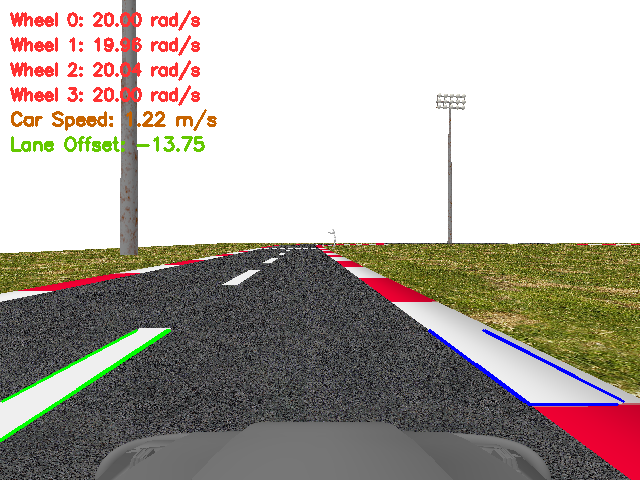 Wheel 0: 20.00 rad/s
Wheel 1: 19.96 rad/s
Wheel 2: 20.04 rad/s
Wheel 3: 20.00 rad/s
Car Speed: 1.22 m/s
Lane Offset: -13.75